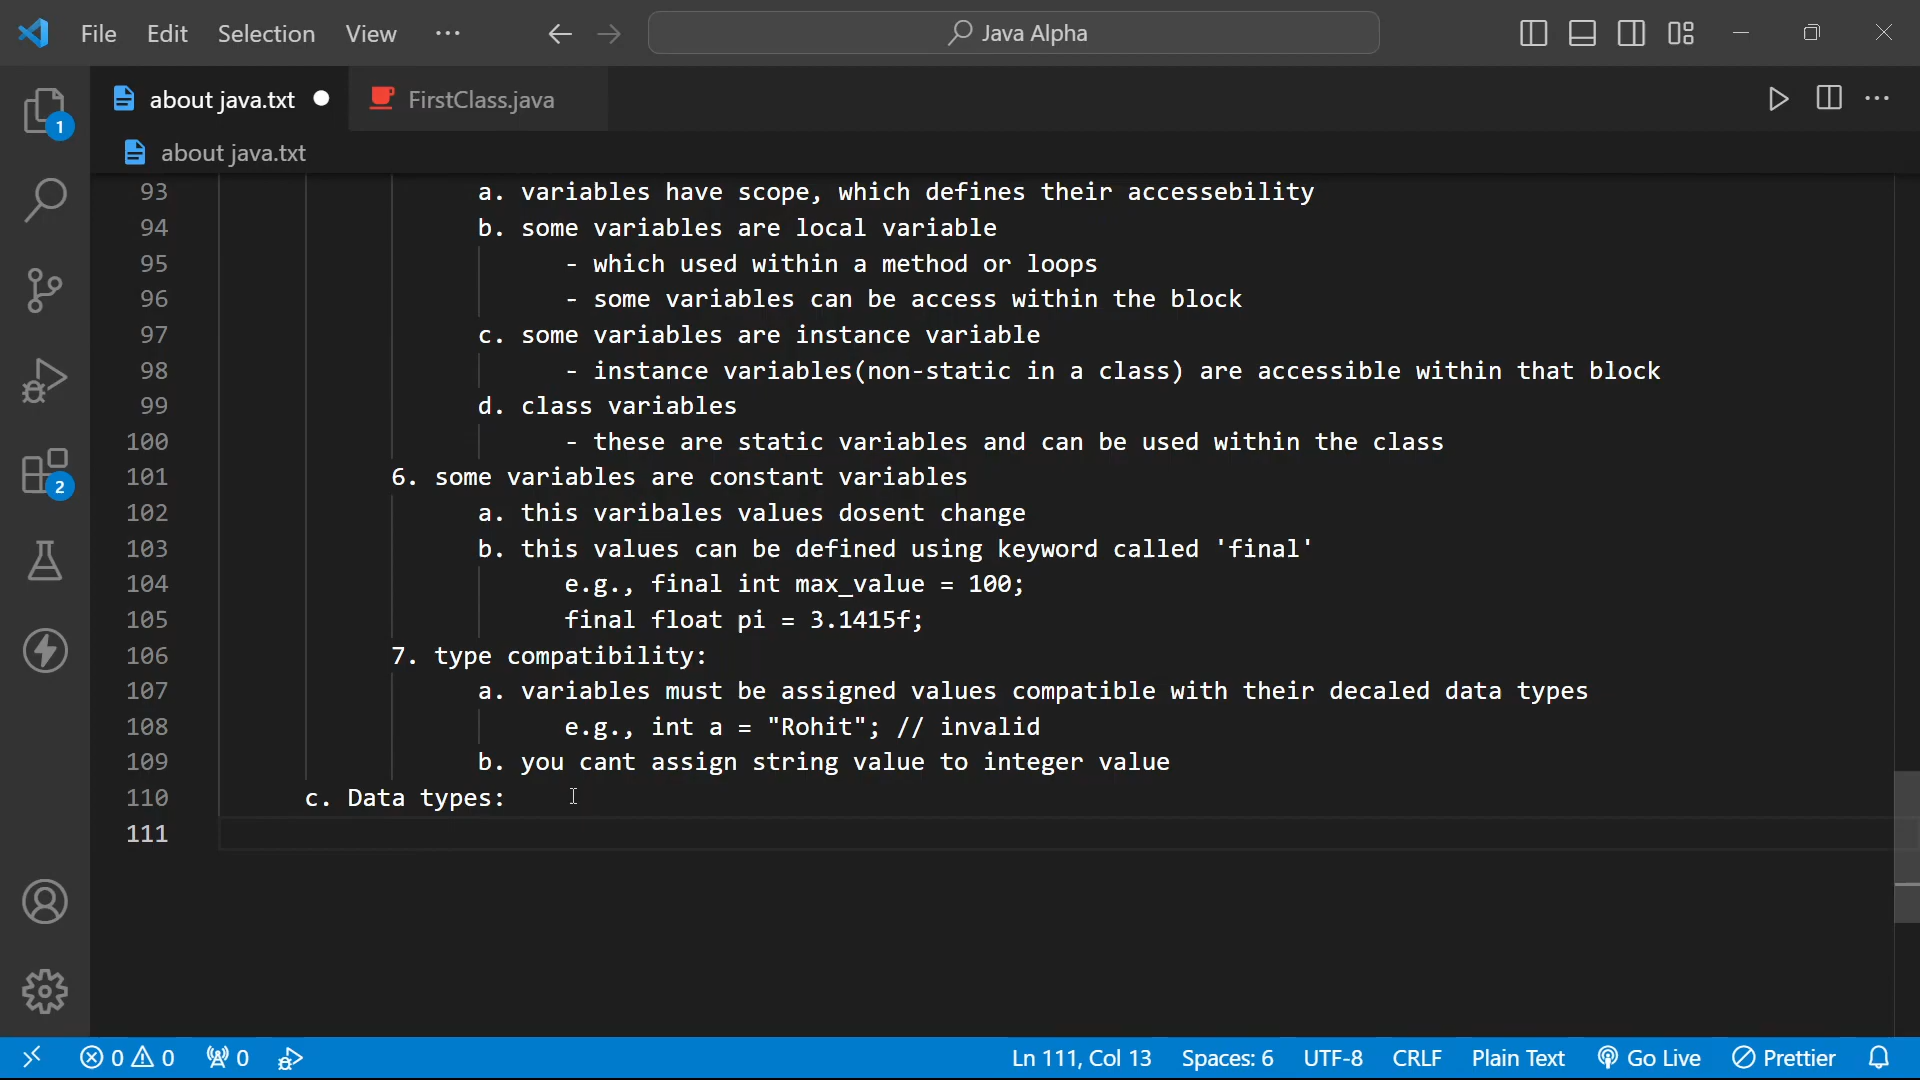 File Edit Selection View ··· Java Alpha
about java.txt FirstClass.java
about java.txt
1
93 a. variables have scope, which defines their accessebility
94 b. some variables are local variable
95 - which used within a method or loops
96 - some variables can be access within the block
97 c. some variables are instance variable
98 - instance variables(non-static in a class) are accessible within that block
99 d. class variables
100 - these are static variables and can be used within the class
101 6. some variables are constant variables
2
102 a. this varibales values dosent change
103 b. this values can be defined using keyword called 'final'
104 e.g., final int max_value = 100;
105 final float pi = 3.1415f;
106 7. type compatibility:
107 a. variables must be assigned values compatible with their decaled data types
108 e.g., int a = "Rohit"; // invalid
109 b. you cant assign string value to integer value
110 c. Data types:
111
0 0 0 Ln 111, Col 13 Spaces: 6 UTF-8 CRLF Plain Text Go Live Prettier